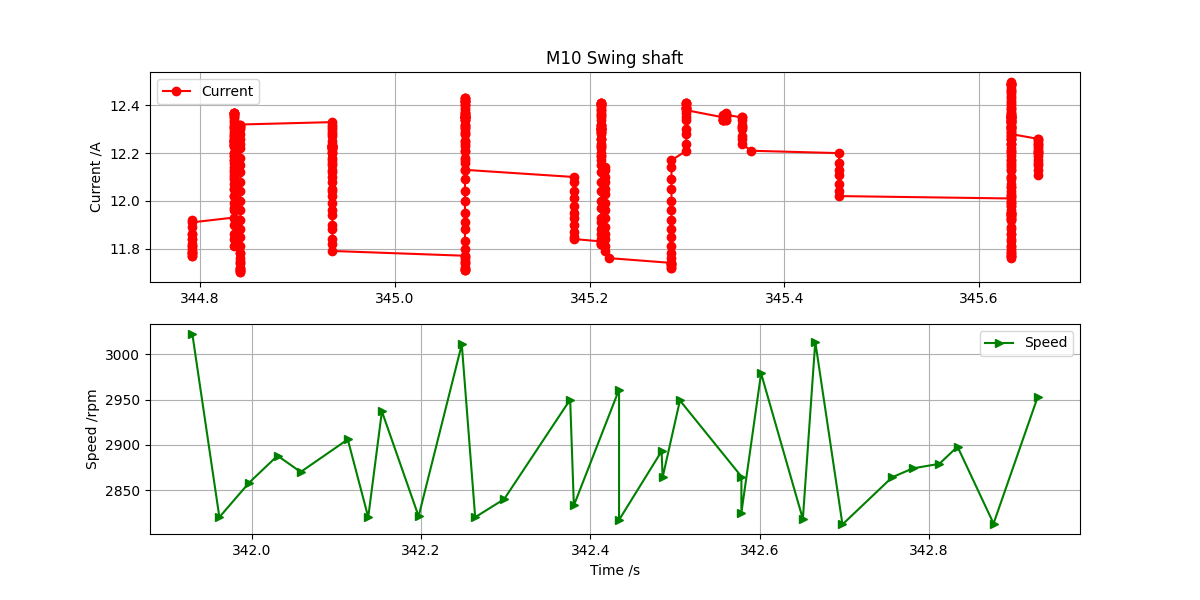 M10 Swing shaft
Current
12.4
12.2
12.0
11.8
Current /A
344.8 345.0 345.2 345.4 345.6
Speed
3000
2950
2900
2850
Speed /rpm
342.0 342.2 342.4 342.6 342.8
Time /s